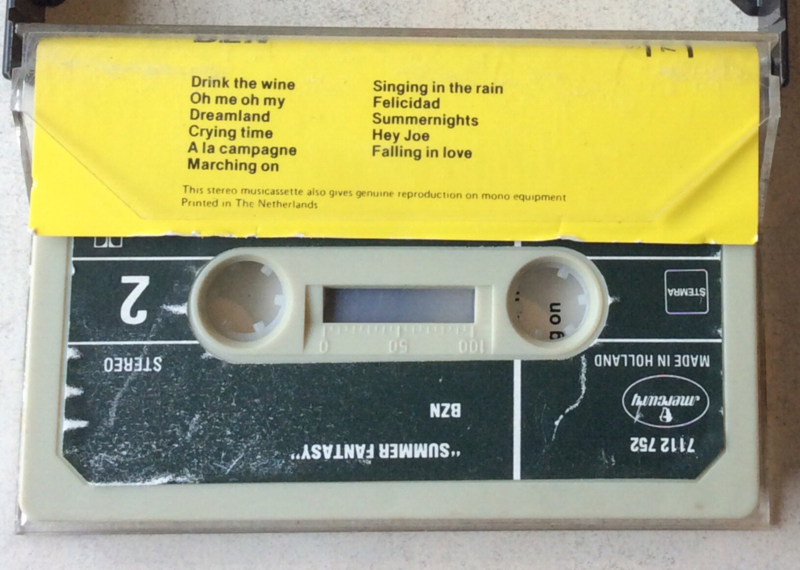 BZN
Drink the wine
Oh me oh my
Dreamland
Crying time
A la campagne
Marching on
Singing in the rain
Felicidad
Summernights
Hey Joe
Falling in love
This stereo musicassette also gives genuine reproduction on mono equipment
Printed in The Netherlands
2
STEMRA
g on
0 50 100
STEREO
MADE IN HOLLAND
BZN
mercury
"SUMMER FANTASY"
7112 752